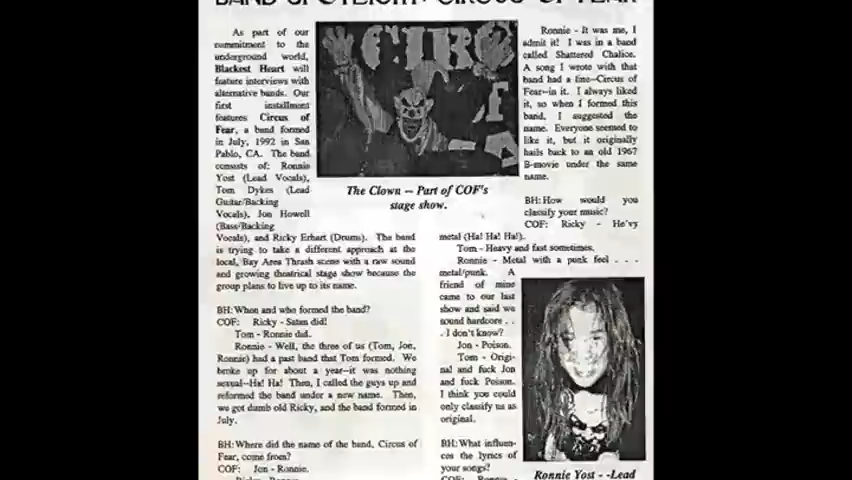 BAND SPOTLIGHT: CIRCUS OF FEAR
As part of our
commitment to the
underground world,
Blackest Heart will
feature interviews with
alternative bands. Our
first installment
features Circus of
Fear, a band formed
in July, 1992 in San
Pablo, CA. The band
consists of: Ronnie
Yost (Lead Vocals),
Tom Dykes (Lead
Guitar/Backing
Vocals), Jon Howell
(Bass/Backing
Vocals), and Ricky Erhart (Drums). The band
is trying to take a different approach at the
local, Bay Area Thrash scene with a raw sound
and growing theatrical stage show because the
group plans to live up to its name.
BH: When and who formed the band?
COF: Ricky - Satan did!
Tom - Ronnie did.
Ronnie - Well, the three of us (Tom, Jon,
Ronnie) had a past band that Tom formed. We
broke up for about a year--it was nothing
sexual--Ha! Ha! Then, I called the guys up and
reformed the band under a new name. Then,
we got dumb old Ricky, and the band formed in
July.
BH: Where did the name of the band, Circus of
Fear, come from?
COF: Jon - Ronnie.
Ricky - Ronnie
CIRC
of
The Clown -- Part of COF's
stage show.
Ronnie - It was me, I
admit it! I was in a band
called Shattered Chalice.
A song I wrote with that
band had a line--Circus of
Fear--in it. I always liked
it, so when I formed this
band, I suggested the
name. Everyone seemed to
like it, but it originally
hails back to an old 1967
B-movie under the same
name.
BH: How would you
classify your music?
COF: Ricky - He'vy
metal (Ha! Ha! Ha!).
Tom - Heavy and fast sometimes.
Ronnie - Metal with a punk feel . . .
metal/punk. A
friend of mine
came to our last
show and said we
sound hardcore . .
. I don't know?
Jon - Poison.
Tom - Origi-
nal and fuck Jon
and fuck Poison.
I think you could
only classify us as
original.
BH: What influen-
ces the lyrics of
your songs?
COF: Ronnie -
Ronnie Yost - -Lead